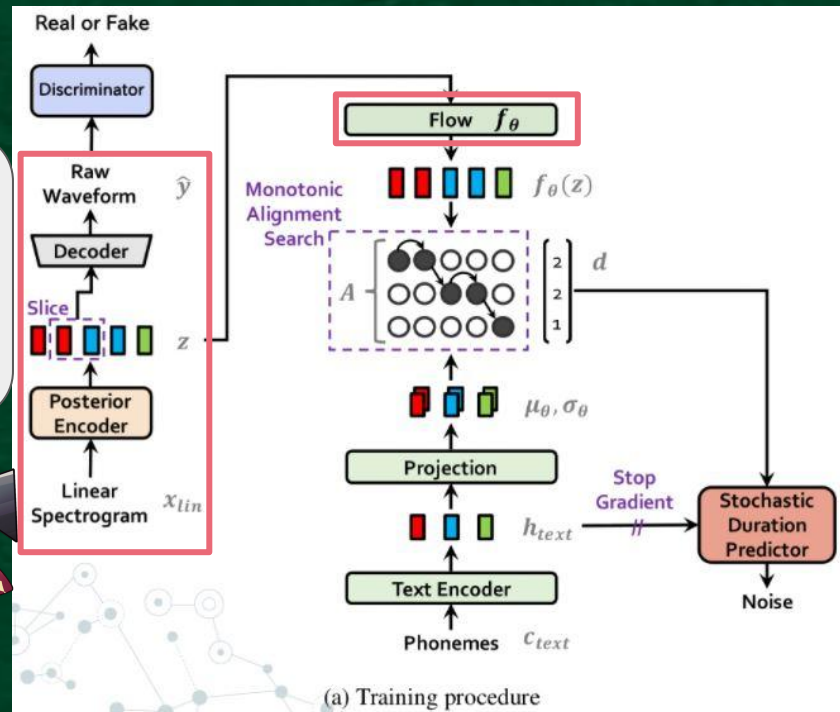 Real or Fake
Discriminator
Raw
Waveform
ŷ
Decoder
Slice
z
Posterior
Encoder
Linear
Spectrogram
x_lin
Flow f_θ
f_θ(z)
Monotonic
Alignment
Search
A
2
2
1
d
μ_θ, σ_θ
Projection
Stop
Gradient
//
h_text
Stochastic
Duration
Predictor
Noise
Text Encoder
Phonemes
c_text
(a) Training procedure